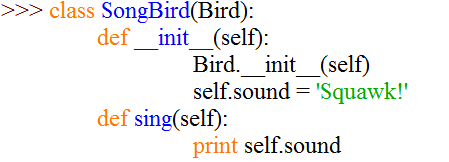 >>> class SongBird(Bird):
def __init__(self):
Bird.__init__(self)
self.sound = 'Squawk!'
def sing(self):
print self.sound